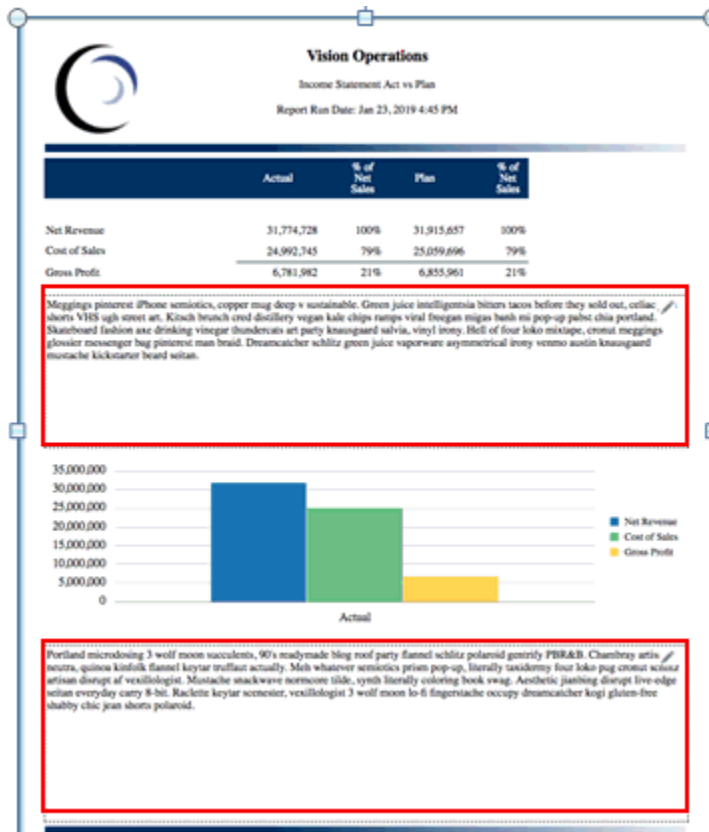 Vision Operations
Income Statement Act vs Plan
Report Run Date: Jan 23, 2019 4:45 PM
Actual % of Net Sales Plan % of Net Sales
Net Revenue 31,774,728 100% 31,915,657 100%
Cost of Sales 24,992,745 79% 25,059,696 79%
Gross Profit 6,781,982 21% 6,855,961 21%
Meggings pinterest iPhone semiotics, copper mug deep v sustainable. Green juice intelligentsia bitters tacos before they sold out, celiac
shorts VHS ugh street art. Kitsch brunch cred distillery vegan kale chips ramps viral freegan migas banh mi pop-up pabst chia portland.
Skateboard fashion axe drinking vinegar thundercats art party knausgaard salvia, vinyl irony. Hell of four loko mixtape, cronut meggings
glossier messenger bag pinterest man braid. Dreamcatcher schlitz green juice vaporware asymmetrical irony venmo austin knausgaard
mustache kickstarter beard seitan.
35,000,000
30,000,000
25,000,000
20,000,000
15,000,000
10,000,000
5,000,000
0
Actual
Net Revenue
Cost of Sales
Gross Profit
Portland microdosing 3 wolf moon succulents, 90's readymade blog roof party flannel schlitz polaroid gentrify PBR&B. Chambray artis
neutra, quinoa kinfolk flannel keytar truffaut actually. Meh whatever semiotics prism pop-up, literally taxidermy four loko pug cronut
artisan disrupt af vexillologist. Mustache snackwave normcore tilde, synth literally coloring book swag. Aesthetic jianbing disrupt live-edge
seitan everyday carry 8-bit. Raclette keytar scenester, vexillologist 3 wolf moon lo-fi fingerstache occupy dreamcatcher kogi gluten-free
shabby chic jean shorts polaroid.